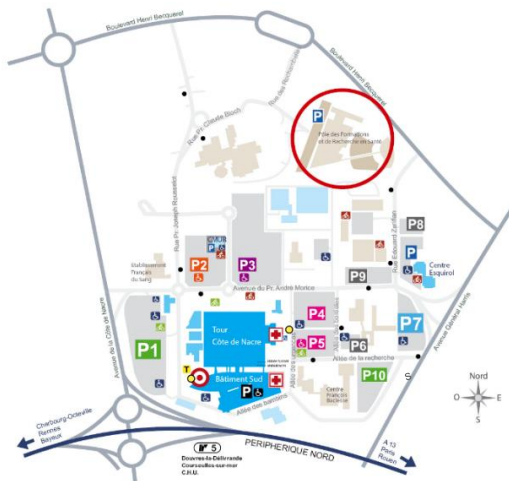 Boulevard Henri Becquerel
Boulevard Henri Becquerel
Rue des Rochambelles
Rue Pr. Claude Bloch
P
Pôle des Formations
et de Recherche en Santé
Rue Pr. Joseph Rousselot
Rue Edouard Zarifian
P8
P
Centre
Esquirol
Etablissement
Français
du Sang
P2
P3
P9
Avenue du Pr. André Morice
Avenue de la Côte de Nacre
Avenue Général Harris
P1
Tour
Côte de Nacre
P4
P5
P6
P7
Allée de la recherche
T
Bâtiment Sud
P
Centre
François
Baclesse
P10
S
Nord
O
E
S
Cherbourg-Octeville
Rennes
Bayeux
N° 5
Douvres-la-Délivrande
Courseulles-sur-mer
C.H.U.
PERIPHERIQUE NORD
A 13
Paris
Rouen